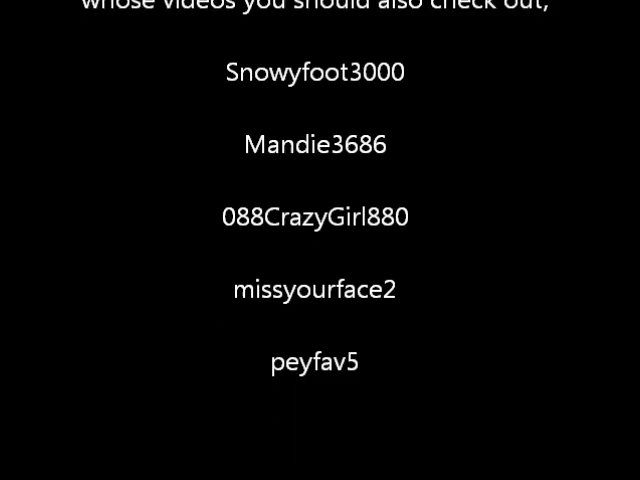 whose videos you should also check out,
Snowyfoot3000
Mandie3686
088CrazyGirl880
missyourface2
peyfav5